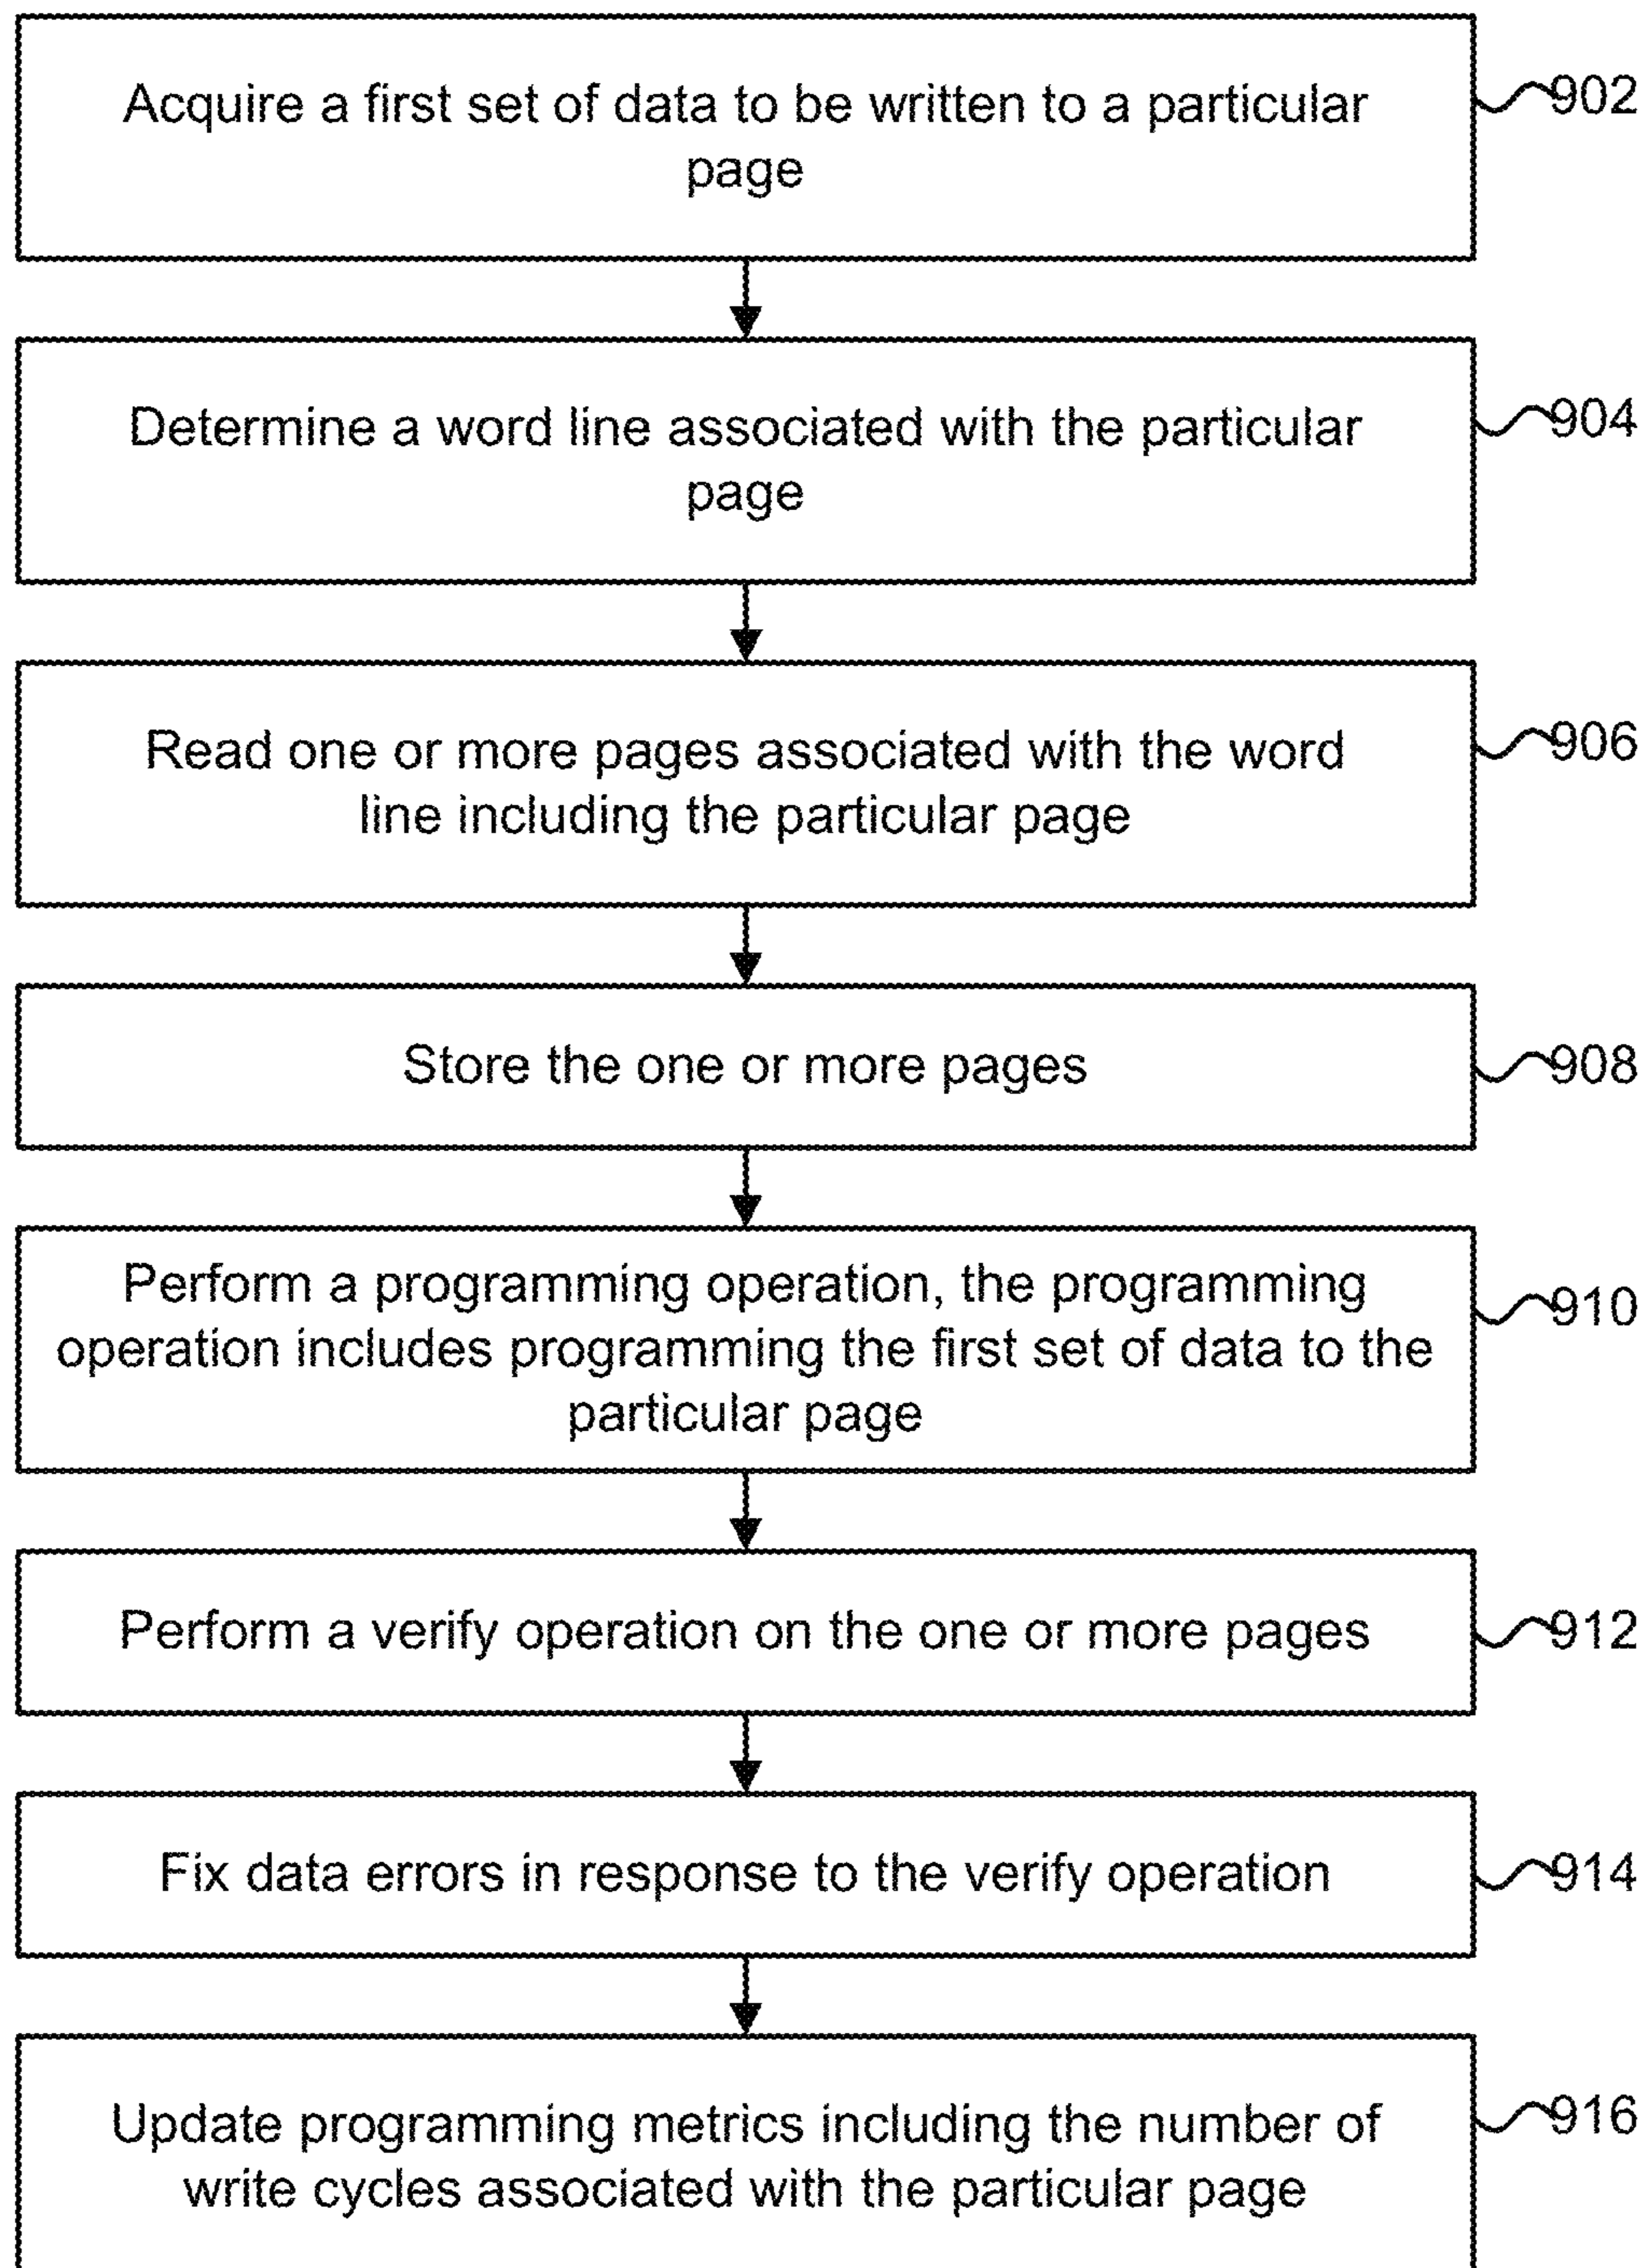 Acquire a first set of data to be written to a particular
page
902
Determine a word line associated with the particular
page
904
Read one or more pages associated with the word
line including the particular page
906
Store the one or more pages
908
Perform a programming operation, the programming
operation includes programming the first set of data to the
particular page
910
Perform a verify operation on the one or more pages
912
Fix data errors in response to the verify operation
914
Update programming metrics including the number of
write cycles associated with the particular page
916